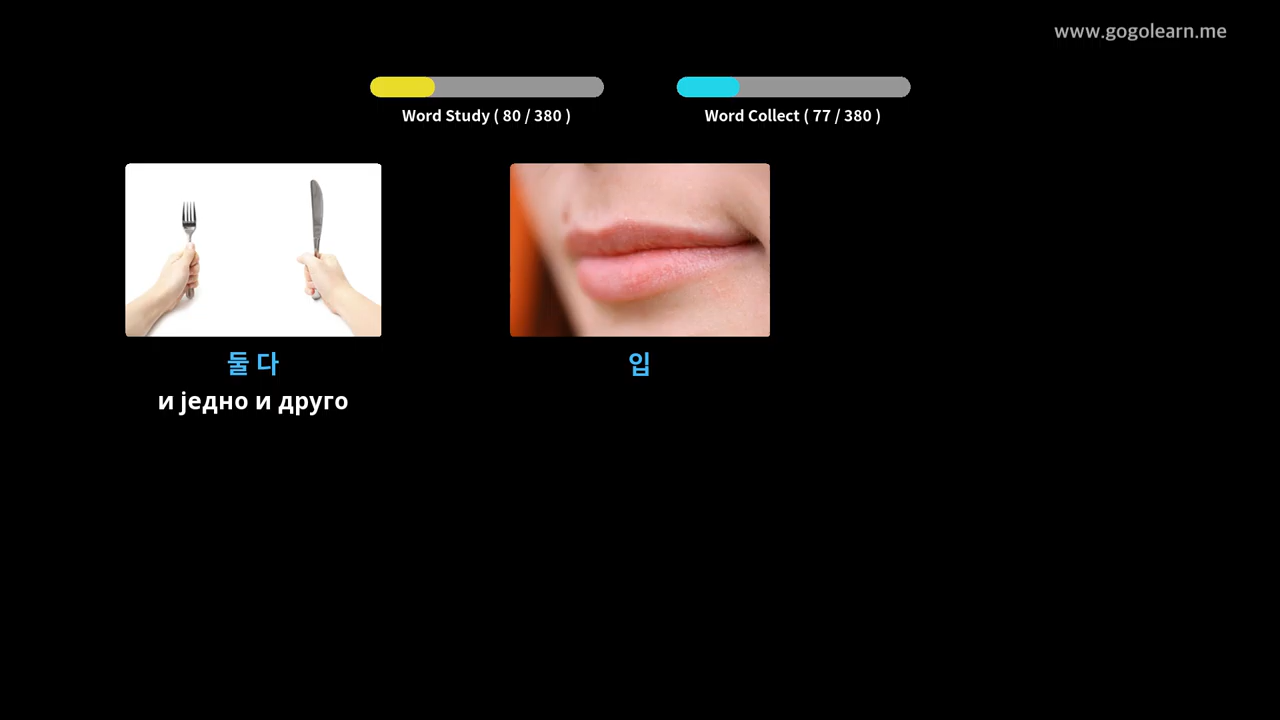 www.gogolearn.me
Word Study ( 80 / 380 )
Word Collect ( 77 / 380 )
둘 다
и једно и друго
입